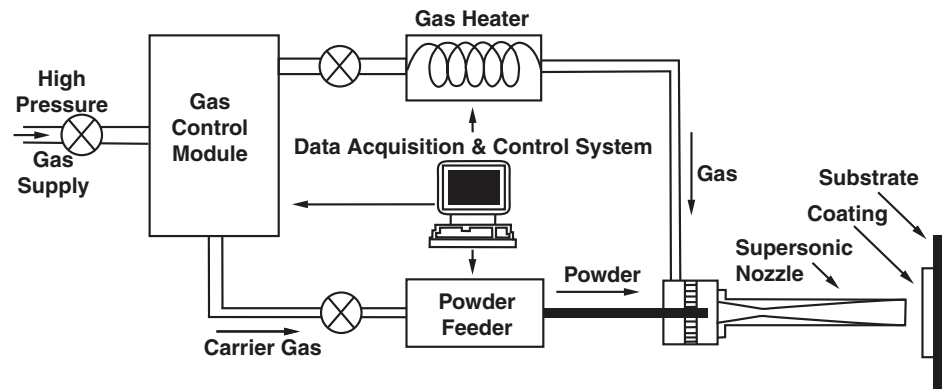 Gas Heater
High
Pressure
Gas
Supply
Gas
Control
Module
Data Acquisition & Control System
Gas
Substrate
Coating
Supersonic
Nozzle
Powder
Powder
Feeder
Carrier Gas